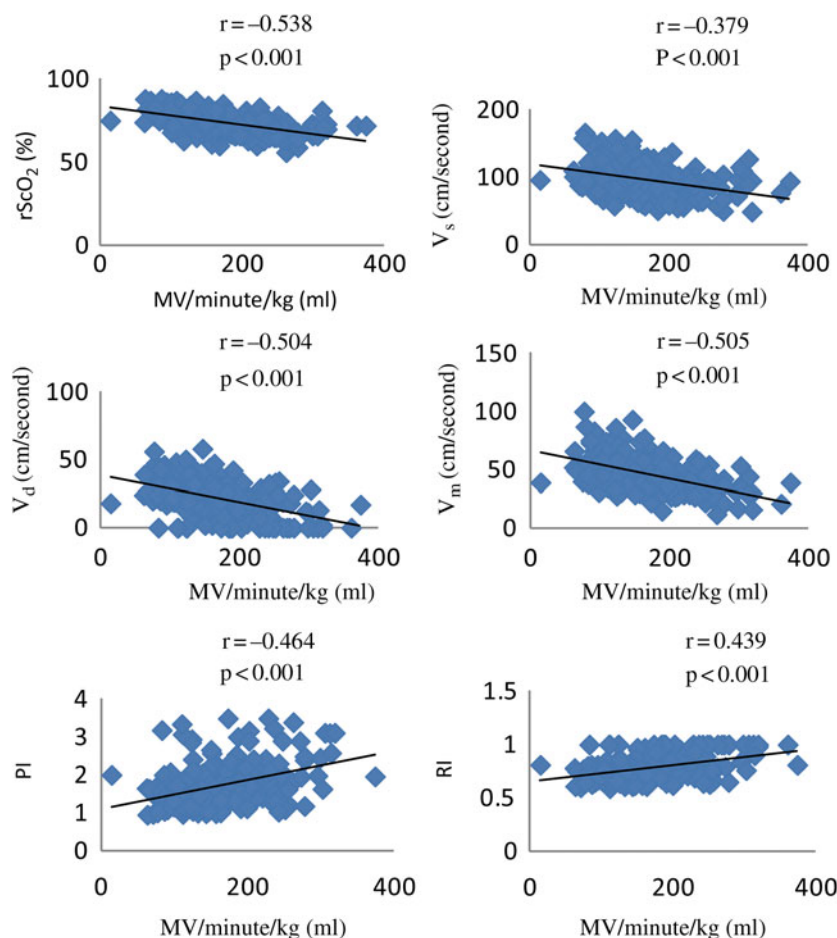 r=–0.538
p<0.001
100
50
0
rScO2 (%)
0 200 400
MV/minute/kg (ml)
r=–0.379
P<0.001
200
100
0
Vs (cm/second)
0 200 400
MV/minute/kg (ml)
r=–0.504
p<0.001
100
50
0
Vd (cm/second)
0 200 400
MV/minute/kg (ml)
r=–0.505
p<0.001
150
100
50
0
Vm (cm/second)
0 200 400
MV/minute/kg (ml)
r=–0.464
p<0.001
4
3
2
1
0
PI
0 200 400
MV/minute/kg (ml)
r=0.439
p<0.001
1.5
1
0.5
0
RI
0 200 400
MV/minute/kg (ml)